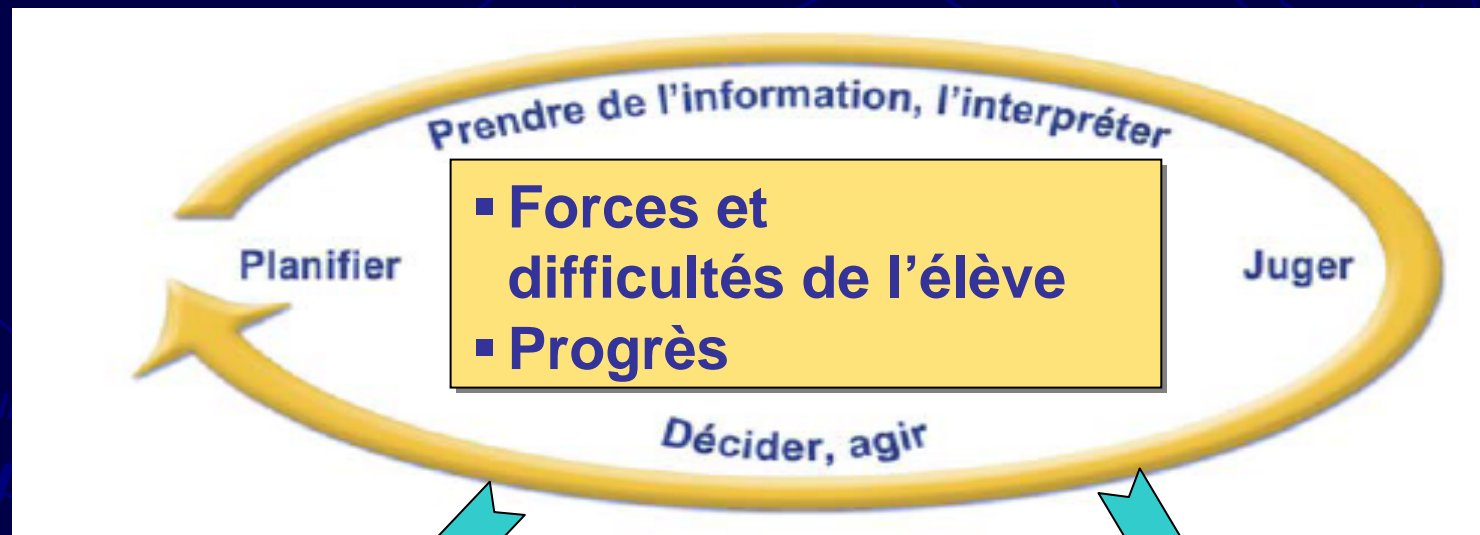 Prendre de l'information, l'interpréter
▪ Forces et
difficultés de l'élève
▪ Progrès
Planifier
Juger
Décider, agir